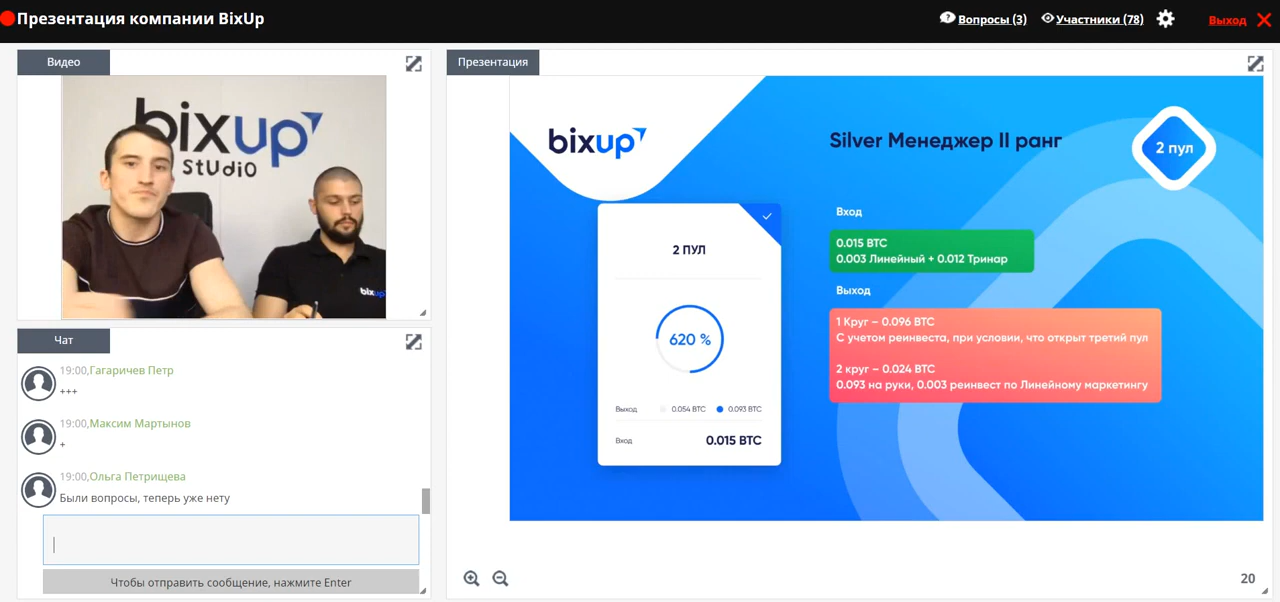 Презентация компании BixUp
Вопросы (3)
Участники (78)
Выход
Видео
bixup
studio
bixup
Чат
19:00,Гагаричев Петр
+++
19:00,Максим Мартынов
+
19:00,Ольга Петрищева
Были вопросы, теперь уже нету
Чтобы отправить сообщение, нажмите Enter
Презентация
bixup
Silver Менеджер II ранг
2 пул
2 ПУЛ
620 %
Выход 0.054 BTC 0.093 BTC
Вход 0.015 BTC
Вход
0.015 BTC
0.003 Линейный + 0.012 Тринар
Выход
1 Круг – 0.096 BTC
С учетом реинвеста, при условии, что открыт третий пул
2 круг – 0.024 BTC
0.093 на руки, 0.003 реинвест по Линейному маркетингу
20